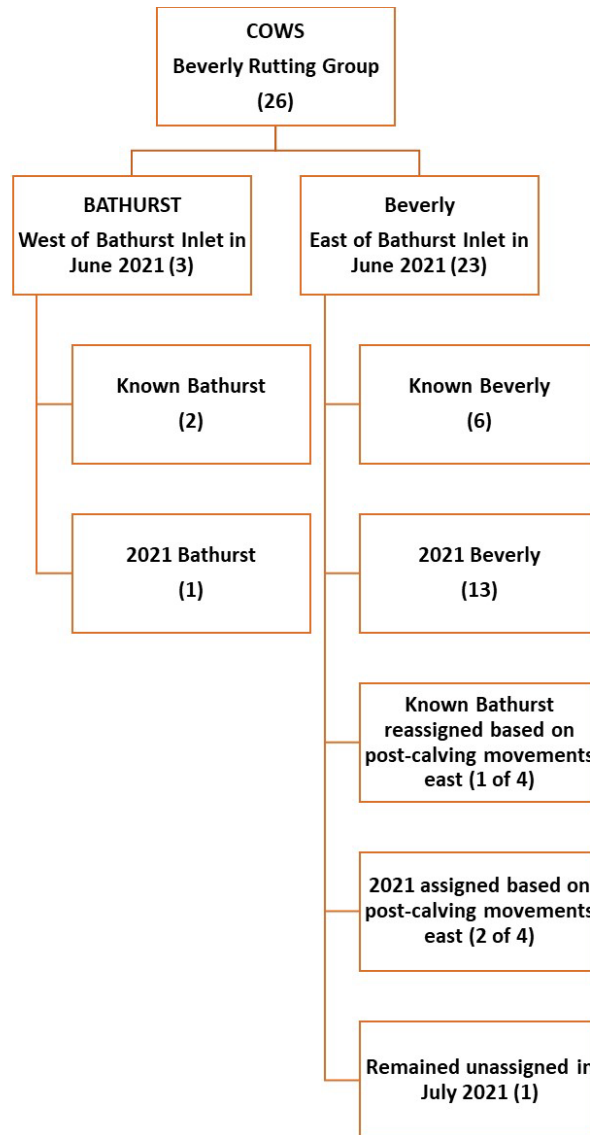 COWS
Beverly Rutting Group
(26)
BATHURST
West of Bathurst Inlet in
June 2021 (3)
Beverly
East of Bathurst Inlet in
June 2021 (23)
Known Bathurst
(2)
Known Beverly
(6)
2021 Bathurst
(1)
2021 Beverly
(13)
Known Bathurst
reassigned based on
post-calving movements
east (1 of 4)
2021 assigned based on
post-calving movements
east (2 of 4)
Remained unassigned in
July 2021 (1)